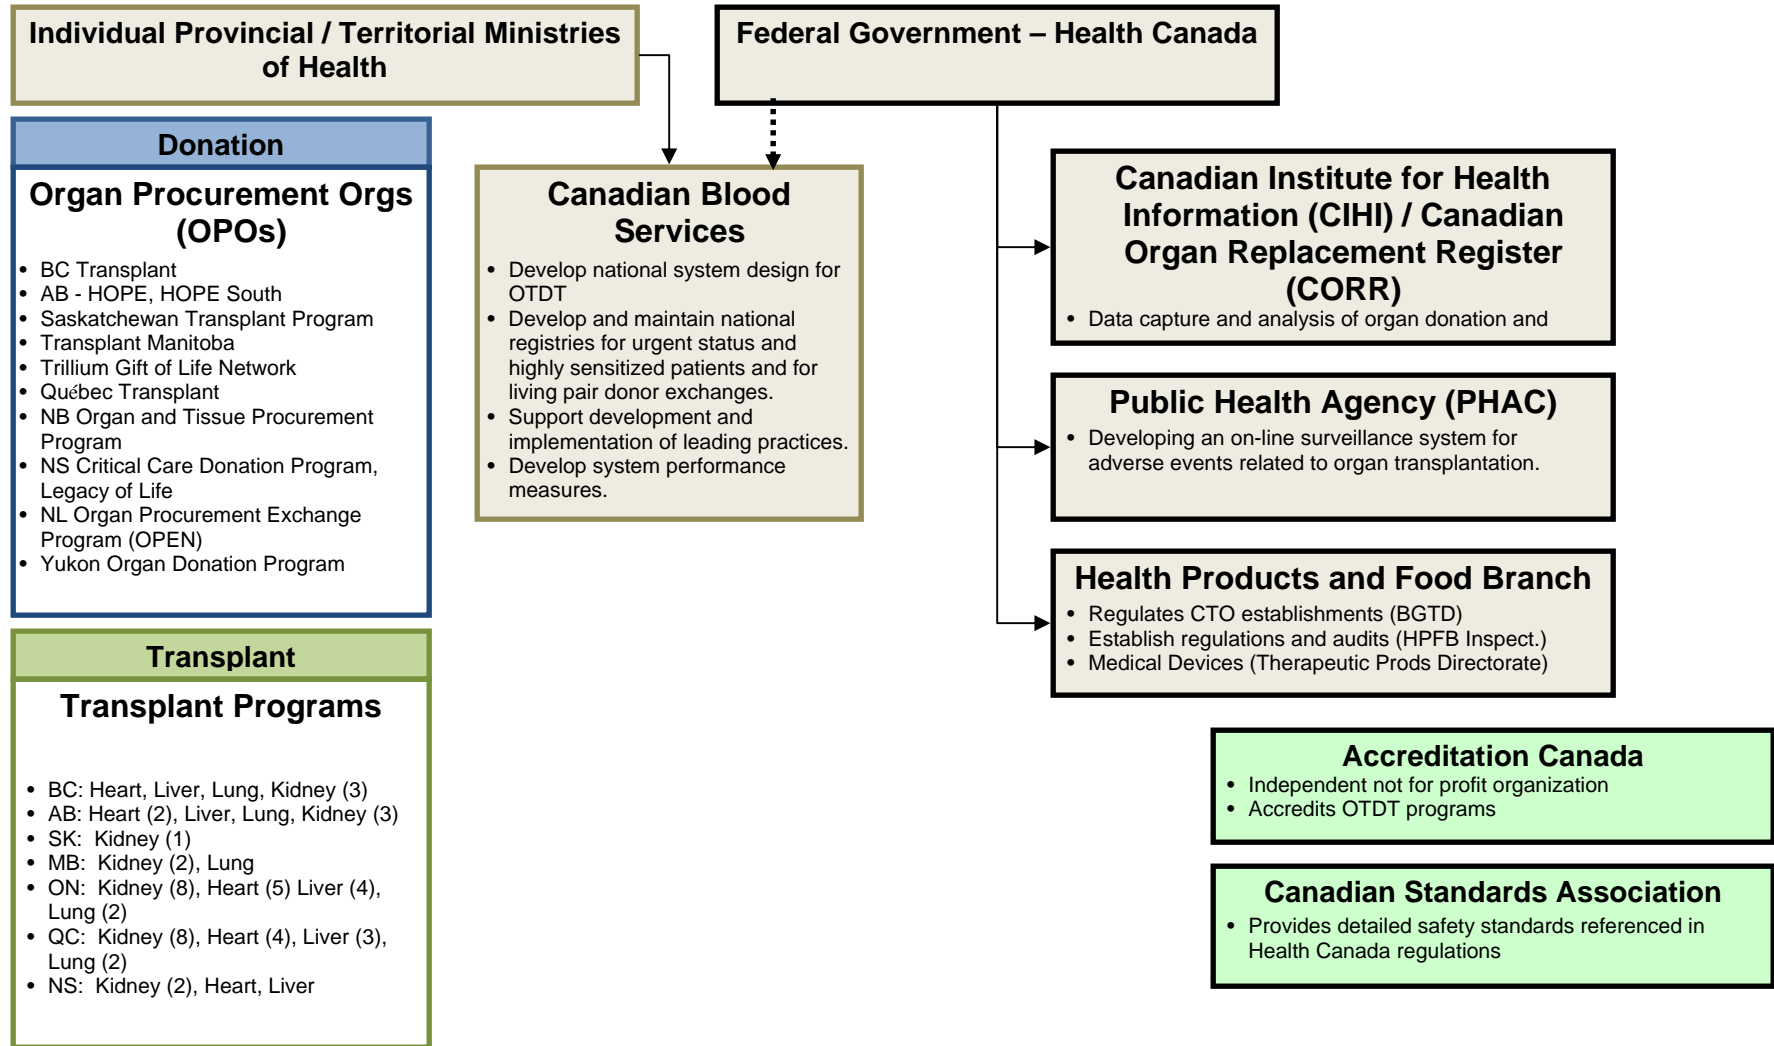 Individual Provincial / Territorial Ministries
of Health
Federal Government – Health Canada
Donation
Organ Procurement Orgs
(OPOs)
• BC Transplant
• AB - HOPE, HOPE South
• Saskatchewan Transplant Program
• Transplant Manitoba
• Trillium Gift of Life Network
• Québec Transplant
• NB Organ and Tissue Procurement
Program
• NS Critical Care Donation Program,
Legacy of Life
• NL Organ Procurement Exchange
Program (OPEN)
• Yukon Organ Donation Program
Transplant
Transplant Programs
• BC: Heart, Liver, Lung, Kidney (3)
• AB: Heart (2), Liver, Lung, Kidney (3)
• SK: Kidney (1)
• MB: Kidney (2), Lung
• ON: Kidney (8), Heart (5) Liver (4),
Lung (2)
• QC: Kidney (8), Heart (4), Liver (3),
Lung (2)
• NS: Kidney (2), Heart, Liver
Canadian Blood
Services
• Develop national system design for
OTDT
• Develop and maintain national
registries for urgent status and
highly sensitized patients and for
living pair donor exchanges.
• Support development and
implementation of leading practices.
• Develop system performance
measures.
Canadian Institute for Health
Information (CIHI) / Canadian
Organ Replacement Register
(CORR)
• Data capture and analysis of organ donation and
Public Health Agency (PHAC)
• Developing an on-line surveillance system for
adverse events related to organ transplantation.
Health Products and Food Branch
• Regulates CTO establishments (BGTD)
• Establish regulations and audits (HPFB Inspect.)
• Medical Devices (Therapeutic Prods Directorate)
Accreditation Canada
• Independent not for profit organization
• Accredits OTDT programs
Canadian Standards Association
• Provides detailed safety standards referenced in
Health Canada regulations